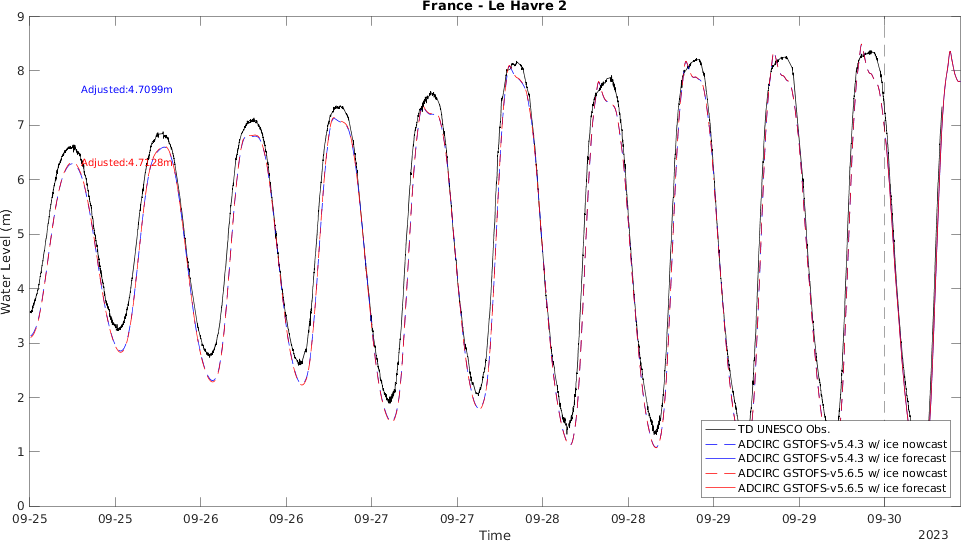 France - Le Havre 2
9
8
7
6
5
4
3
2
1
0
Water Level (m)
Adjusted:4.7099m
Adjusted:4.7128m
TD UNESCO Obs.
ADCIRC GSTOFS-v5.4.3 w/ ice nowcast
ADCIRC GSTOFS-v5.4.3 w/ ice forecast
ADCIRC GSTOFS-v5.6.5 w/ ice nowcast
ADCIRC GSTOFS-v5.6.5 w/ ice forecast
09-25 09-25 09-26 09-26 09-27 09-27 09-28 09-28 09-29 09-29 09-30
Time
2023